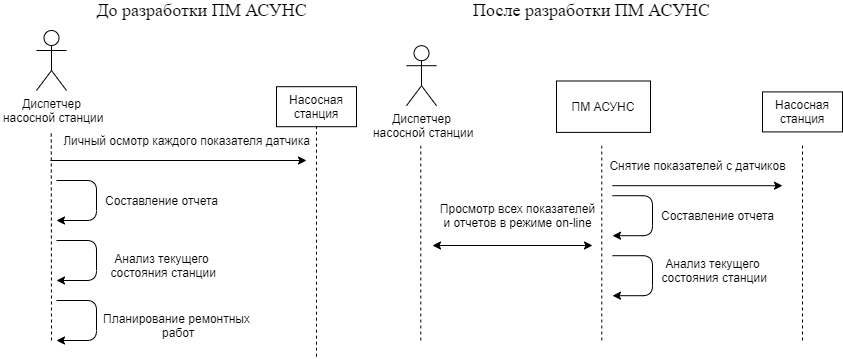 До разработки ПМ АСУНС
Диспетчер
насосной станции
Насосная
станция
Личный осмотр каждого показателя датчика
Составление отчета
Анализ текущего
состояния станции
Планирование ремонтных
работ
После разработки ПМ АСУНС
Диспетчер
насосной станции
ПМ АСУНС
Насосная
станция
Снятие показателей с датчиков
Просмотр всех показателей
и отчетов в режиме on-line
Составление отчета
Анализ текущего
состояния станции